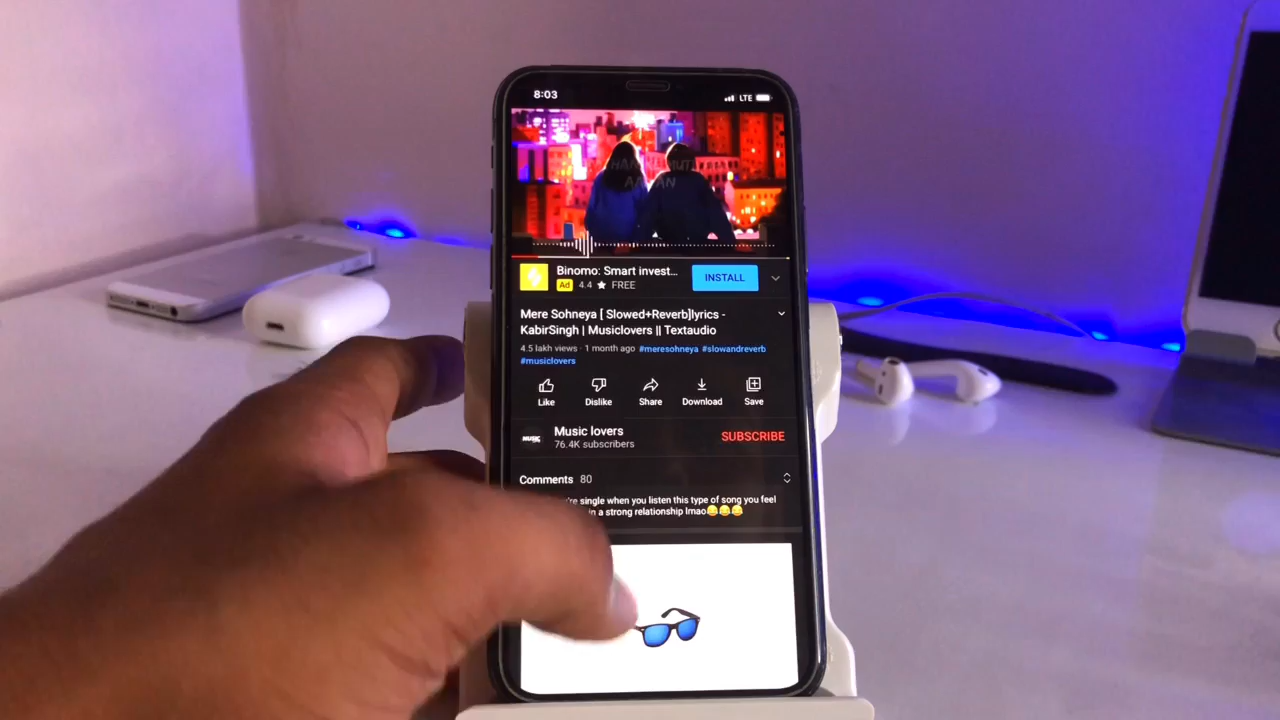 8:03
LTE
Binomo: Smart invest...
INSTALL
Ad 4.4 ★ FREE
Mere Sohneya [ Slowed+Reverb]lyrics -
KabirSingh | Musiclovers || Textaudio
4.5 lakh views · 1 month ago #meresohneya #slowandreverb
#musiclovers
Like Dislike Share Download Save
MUSIC
Music lovers
76.4K subscribers
SUBSCRIBE
Comments 80
single when you listen this type of song you feel
in a strong relationship lmao😂😂😂